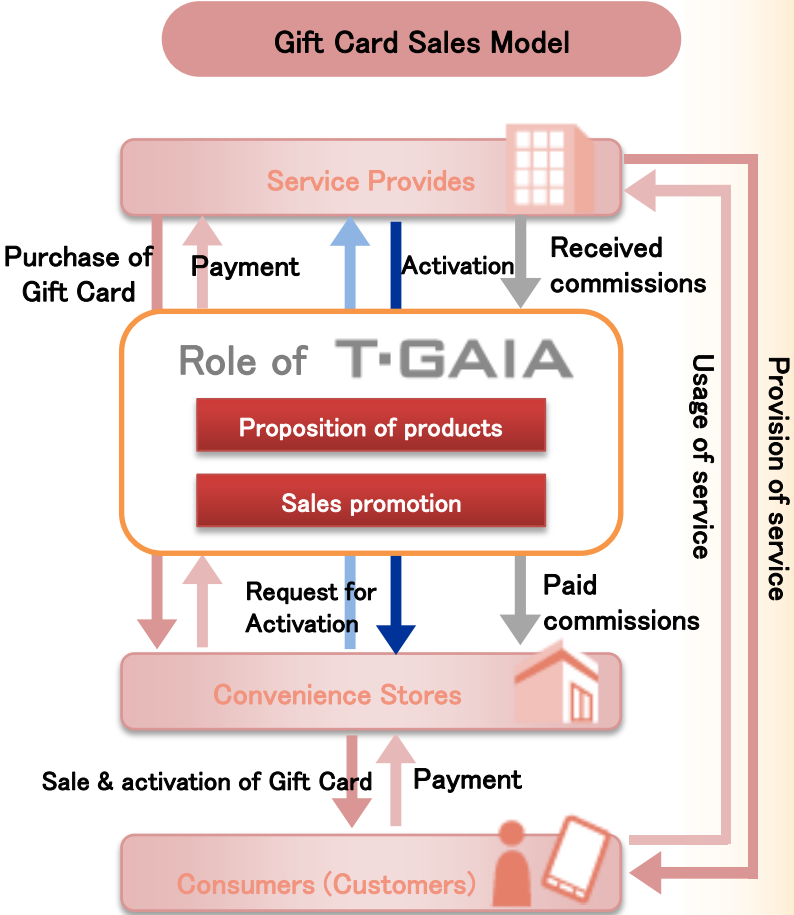 Gift Card Sales Model
Service Provides
Purchase of
Gift Card
Payment
Activation
Received
commissions
Role of T·GAIA
Proposition of products
Sales promotion
Usage of service
Provision of service
Request for
Activation
Paid
commissions
Convenience Stores
Sale & activation of Gift Card
Payment
Consumers (Customers)